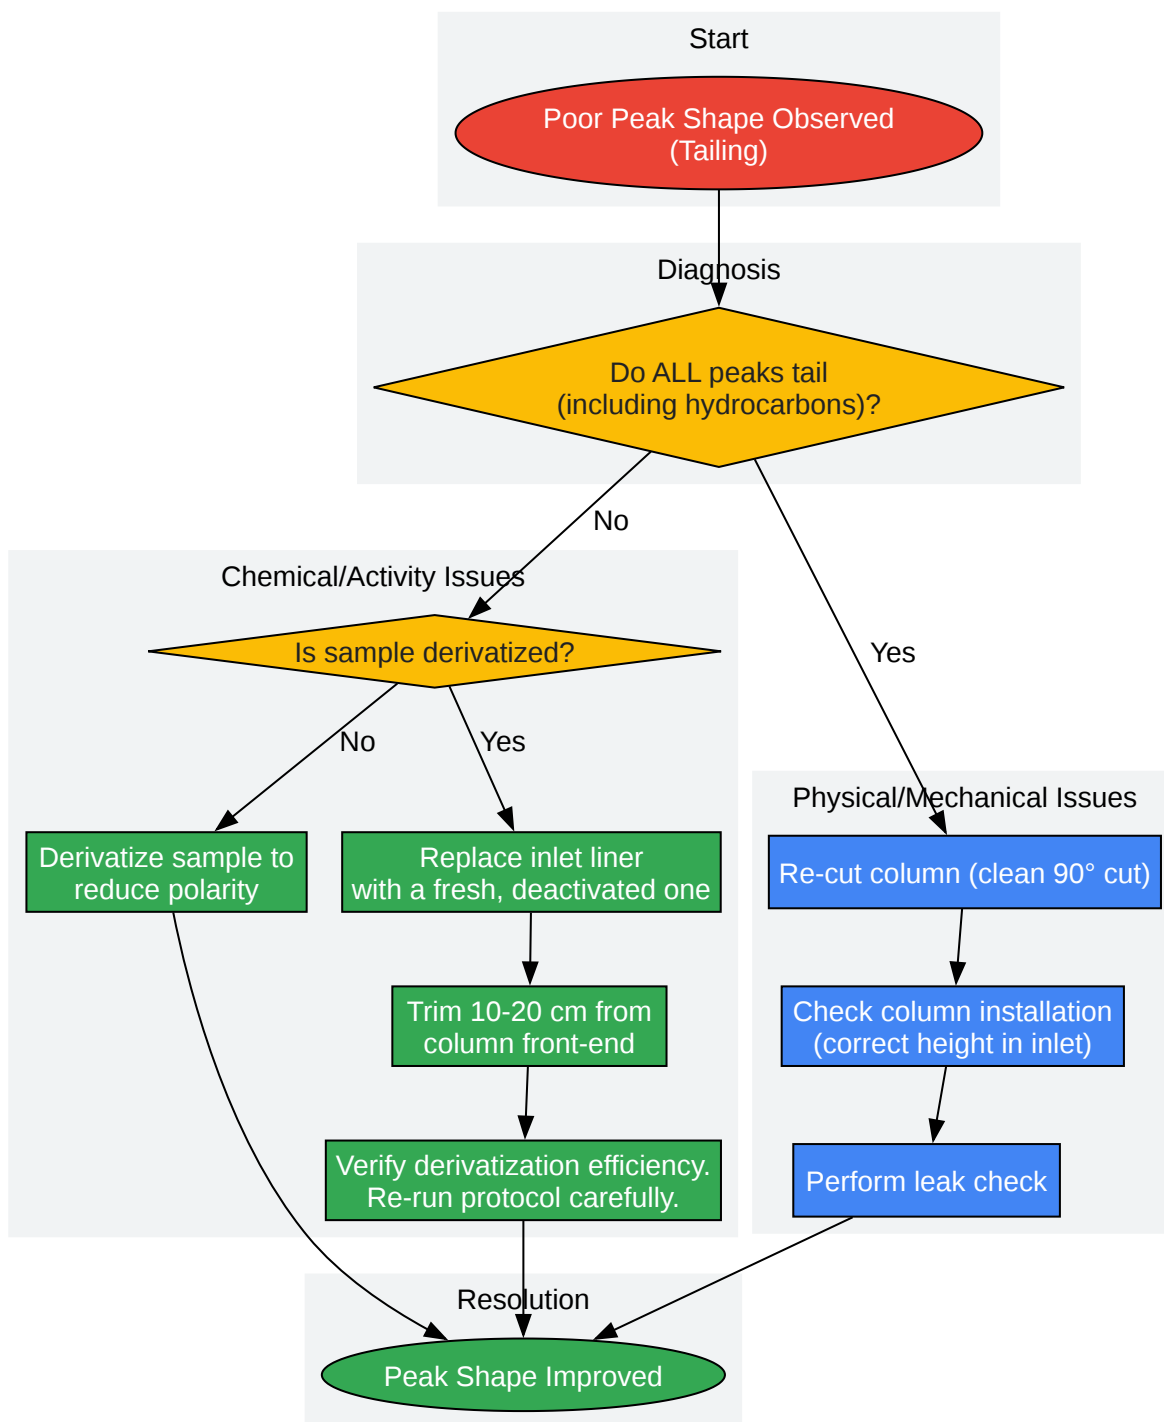 Start
Poor Peak Shape Observed
(Tailing)
Diagnosis
Do ALL peaks tail
(including hydrocarbons)?
No
Yes
Chemical/Activity Issues
Is sample derivatized?
No
Yes
Derivatize sample to
reduce polarity
Replace inlet liner
with a fresh, deactivated one
Trim 10-20 cm from
column front-end
Verify derivatization efficiency.
Re-run protocol carefully.
Physical/Mechanical Issues
Re-cut column (clean 90° cut)
Check column installation
(correct height in inlet)
Perform leak check
Resolution
Peak Shape Improved